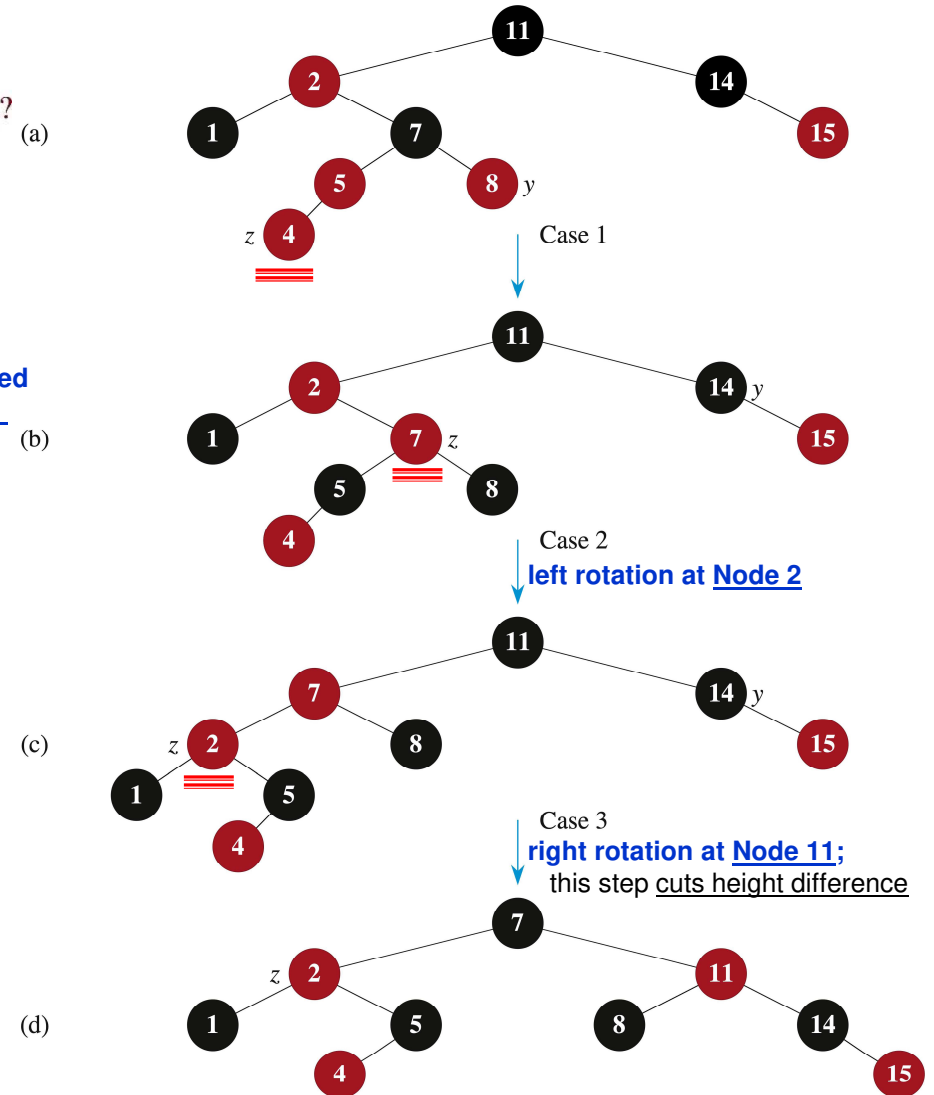 11
2
14
?
(a)
1
7
15
5
8 y
z 4
Case 1
11
ed
2
14 y
(b)
1
7 z
15
5
8
4
Case 2
left rotation at Node 2
11
7
14 y
(c)
z 2
8
15
1
5
4
Case 3
right rotation at Node 11;
this step cuts height difference
7
z 2
11
(d)
1
5
8
14
4
15